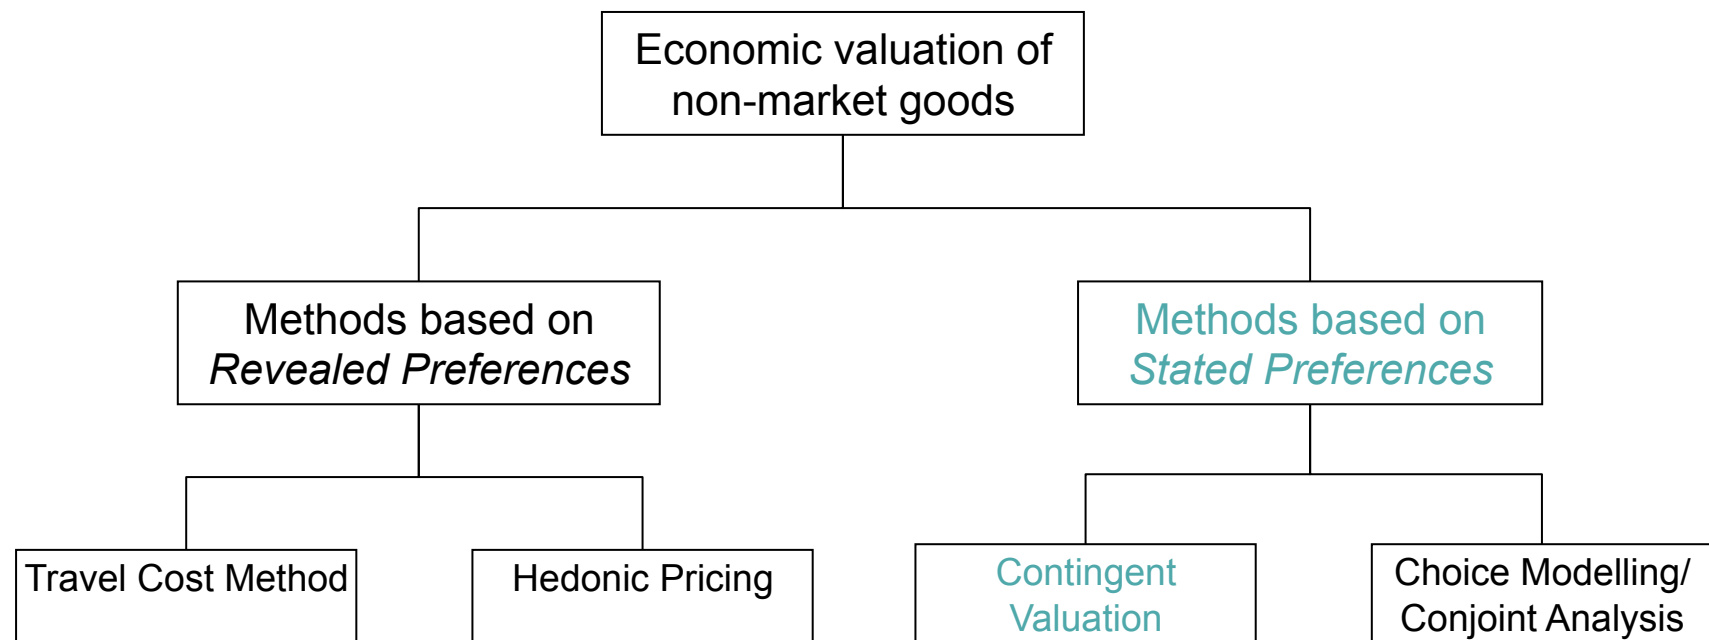 Economic valuation of
non-market goods
Methods based on
Revealed Preferences
Methods based on
Stated Preferences
Travel Cost Method
Hedonic Pricing
Contingent
Valuation
Choice Modelling/
Conjoint Analysis